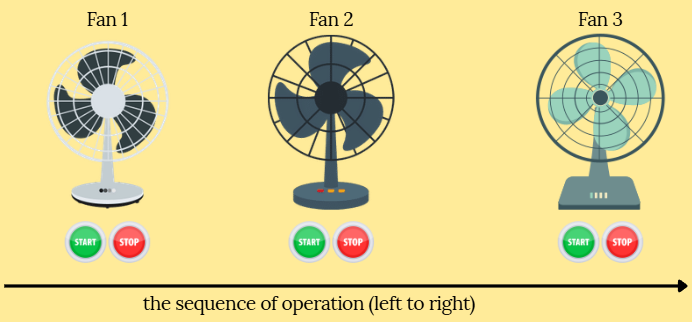 Fan 1 Fan 2 Fan 3
START STOP START STOP START STOP
the sequence of operation (left to right)